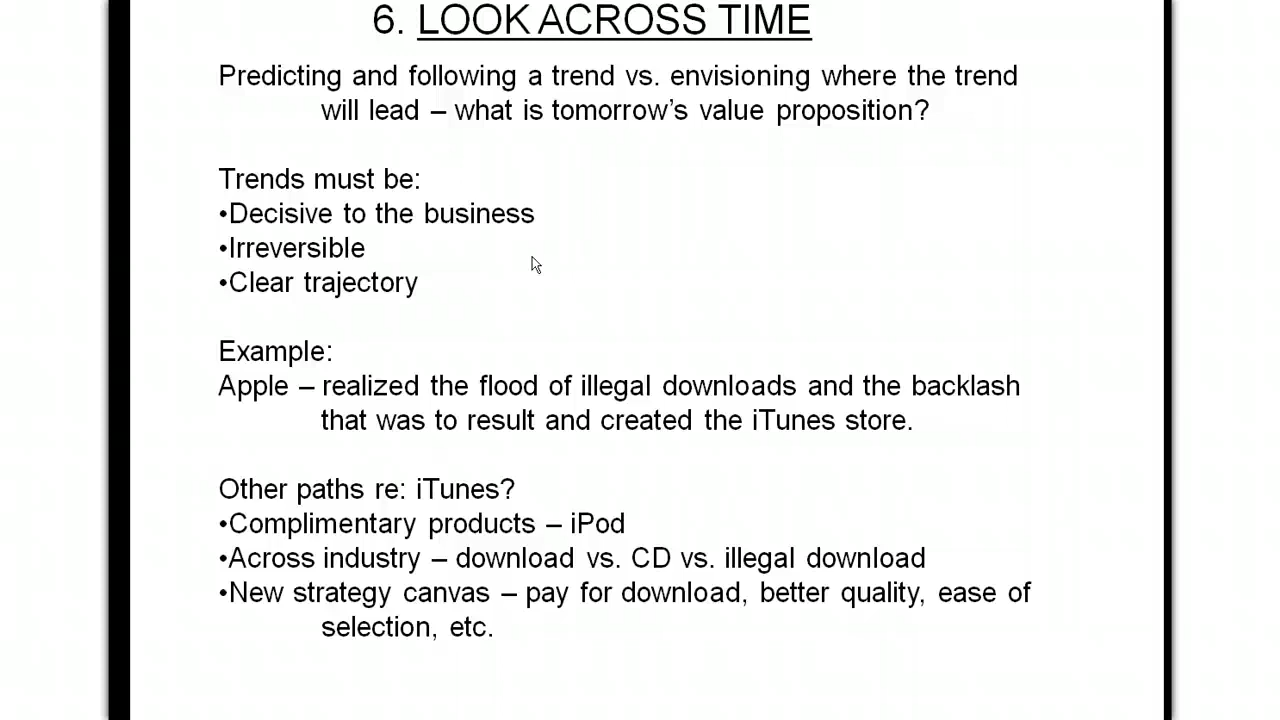 6. LOOK ACROSS TIME
Predicting and following a trend vs. envisioning where the trend
will lead – what is tomorrow’s value proposition?
Trends must be:
•Decisive to the business
•Irreversible
•Clear trajectory
Example:
Apple – realized the flood of illegal downloads and the backlash
that was to result and created the iTunes store.
Other paths re: iTunes?
•Complimentary products – iPod
•Across industry – download vs. CD vs. illegal download
•New strategy canvas – pay for download, better quality, ease of
selection, etc.